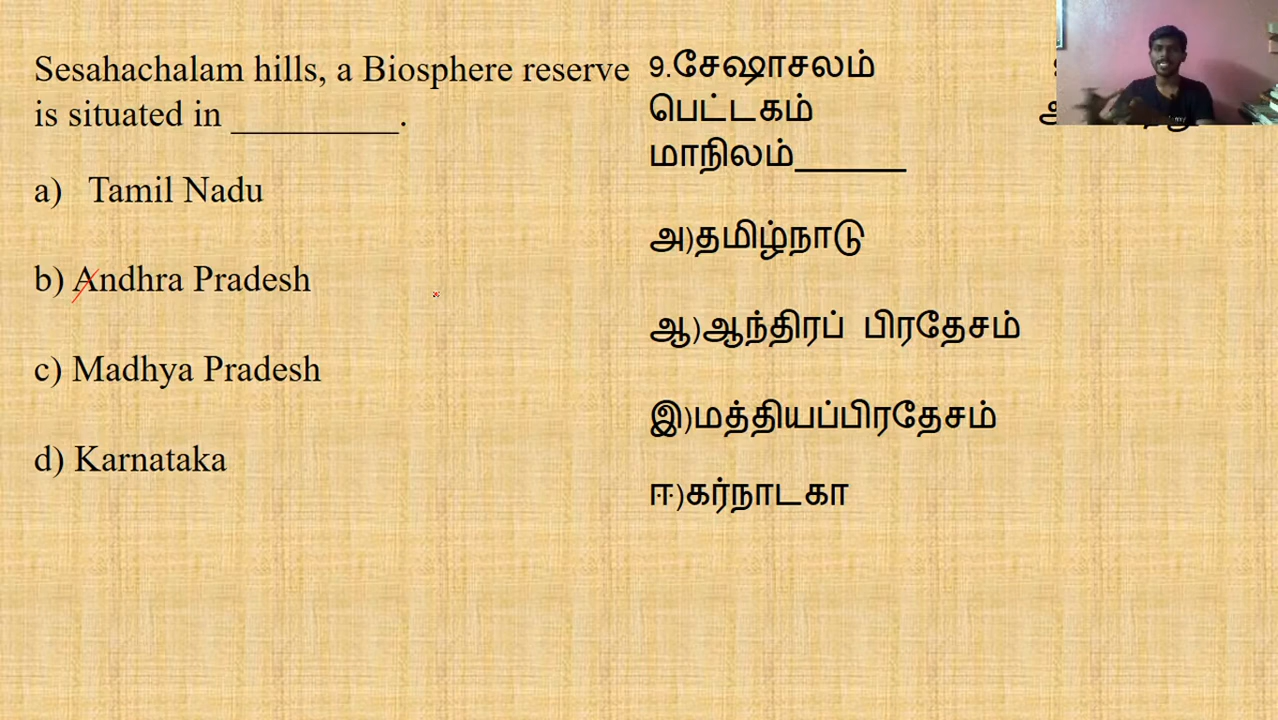 Sesahachalam hills, a Biosphere reserve
is situated in _________.
a) Tamil Nadu
b) Andhra Pradesh
c) Madhya Pradesh
d) Karnataka
9.சேஷாசலம்
பெட்டகம்
மாநிலம்______
அ)தமிழ்நாடு
ஆ)ஆந்திரப் பிரதேசம்
இ)மத்தியப்பிரதேசம்
ஈ)கர்நாடகா